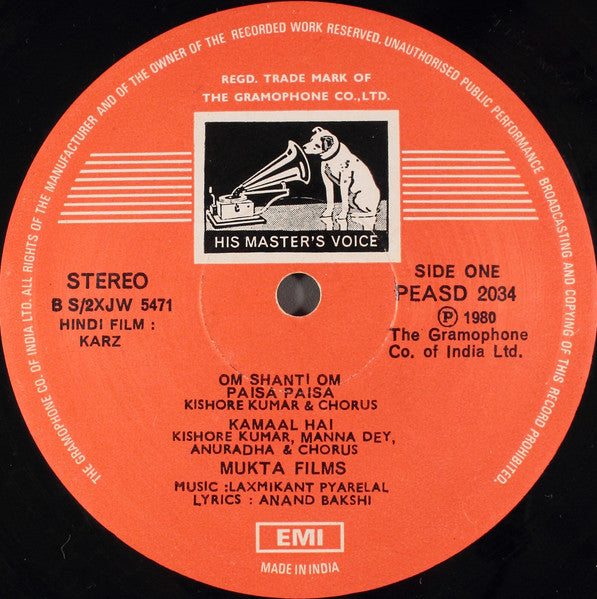 THE GRAMOPHONE CO. OF INDIA LTD. ALL RIGHTS OF THE MANUFACTURER AND OF THE OWNER OF THE RECORDED WORK RESERVED. UNAUTHORISED PUBLIC PERFORMANCE BROADCASTING AND COPYING OF THIS RECORD PROHIBITED.
REGD. TRADE MARK OF
THE GRAMOPHONE CO., LTD.
HIS MASTER'S VOICE
STEREO
B S/2XJW 5471
HINDI FILM :
KARZ
SIDE ONE
PEASD 2034
Ⓟ 1980
The Gramophone
Co. of India Ltd.
OM SHANTI OM
PAISA PAISA
KISHORE KUMAR & CHORUS
KAMAAL HAI
KISHORE KUMAR, MANNA DEY,
ANURADHA & CHORUS
MUKTA FILMS
MUSIC :LAXMIKANT PYARELAL
LYRICS : ANAND BAKSHI
EMI
MADE IN INDIA